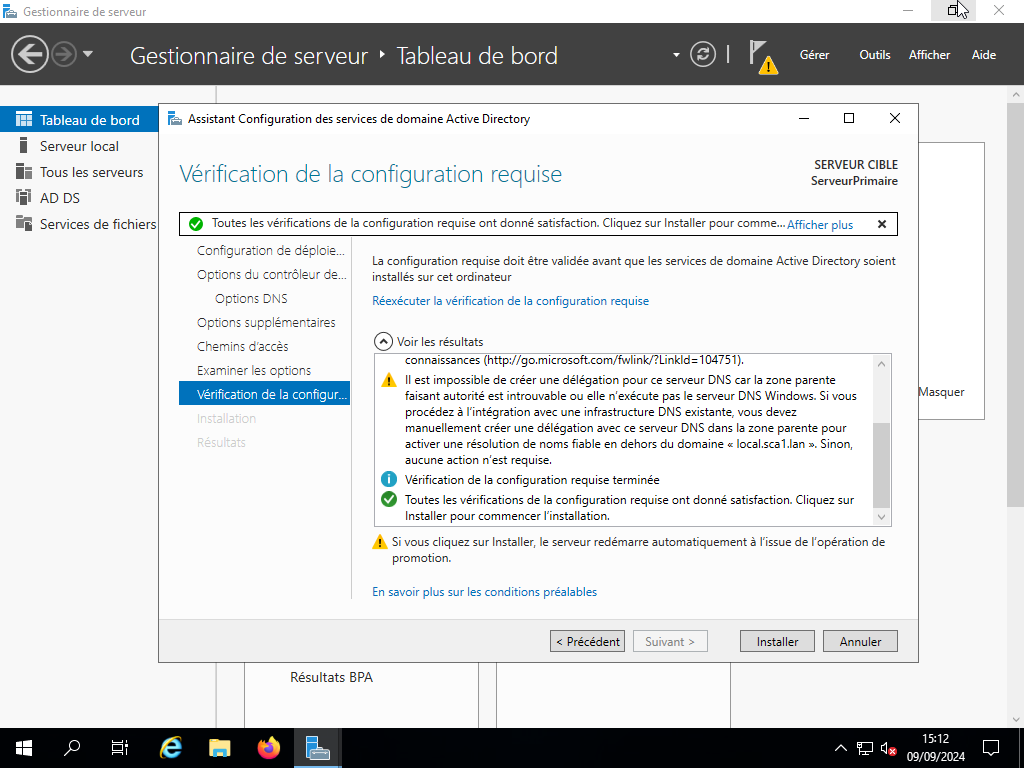 Gestionnaire de serveur
Gestionnaire de serveur ‣ Tableau de bord
Gérer Outils Afficher Aide
Tableau de bord
Serveur local
Tous les serveurs
AD DS
Services de fichiers
Assistant Configuration des services de domaine Active Directory
Vérification de la configuration requise
SERVEUR CIBLE
ServeurPrimaire
Toutes les vérifications de la configuration requise ont donné satisfaction. Cliquez sur Installer pour comme... Afficher plus
Configuration de déploie...
Options du contrôleur de...
Options DNS
Options supplémentaires
Chemins d'accès
Examiner les options
Vérification de la configur...
Installation
Résultats
La configuration requise doit être validée avant que les services de domaine Active Directory soient
installés sur cet ordinateur
Réexécuter la vérification de la configuration requise
Voir les résultats
connaissances (http://go.microsoft.com/fwlink/?LinkId=104751).
Il est impossible de créer une délégation pour ce serveur DNS car la zone parente
faisant autorité est introuvable ou elle n'exécute pas le serveur DNS Windows. Si vous
procédez à l'intégration avec une infrastructure DNS existante, vous devez
manuellement créer une délégation avec ce serveur DNS dans la zone parente pour
activer une résolution de noms fiable en dehors du domaine « local.sca1.lan ». Sinon,
aucune action n'est requise.
Vérification de la configuration requise terminée
Toutes les vérifications de la configuration requise ont donné satisfaction. Cliquez sur
Installer pour commencer l'installation.
Si vous cliquez sur Installer, le serveur redémarre automatiquement à l'issue de l'opération de
promotion.
En savoir plus sur les conditions préalables
< Précédent Suivant > Installer Annuler
Masquer
Résultats BPA
15:12
09/09/2024